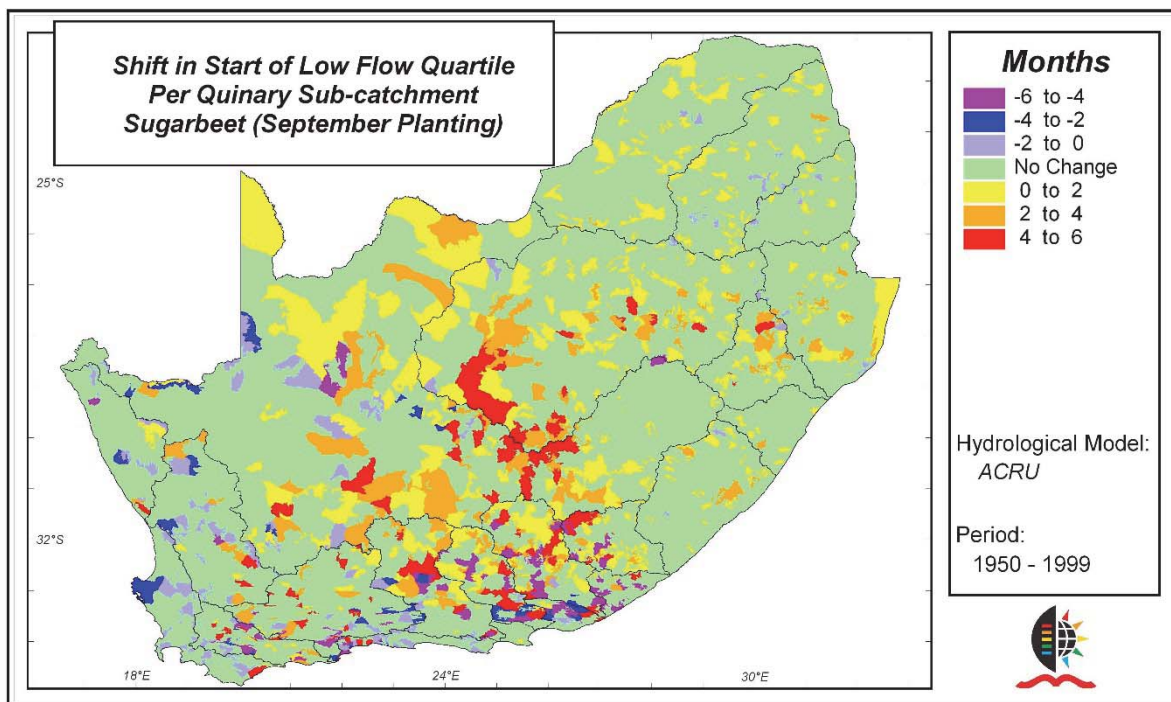 Shift in Start of Low Flow Quartile
Per Quinary Sub-catchment
Sugarbeet (September Planting)
Months
-6 to -4
-4 to -2
-2 to 0
No Change
0 to 2
2 to 4
4 to 6
25°S
32°S
18°E
24°E
30°E
Hydrological Model:
ACRU
Period:
1950 - 1999